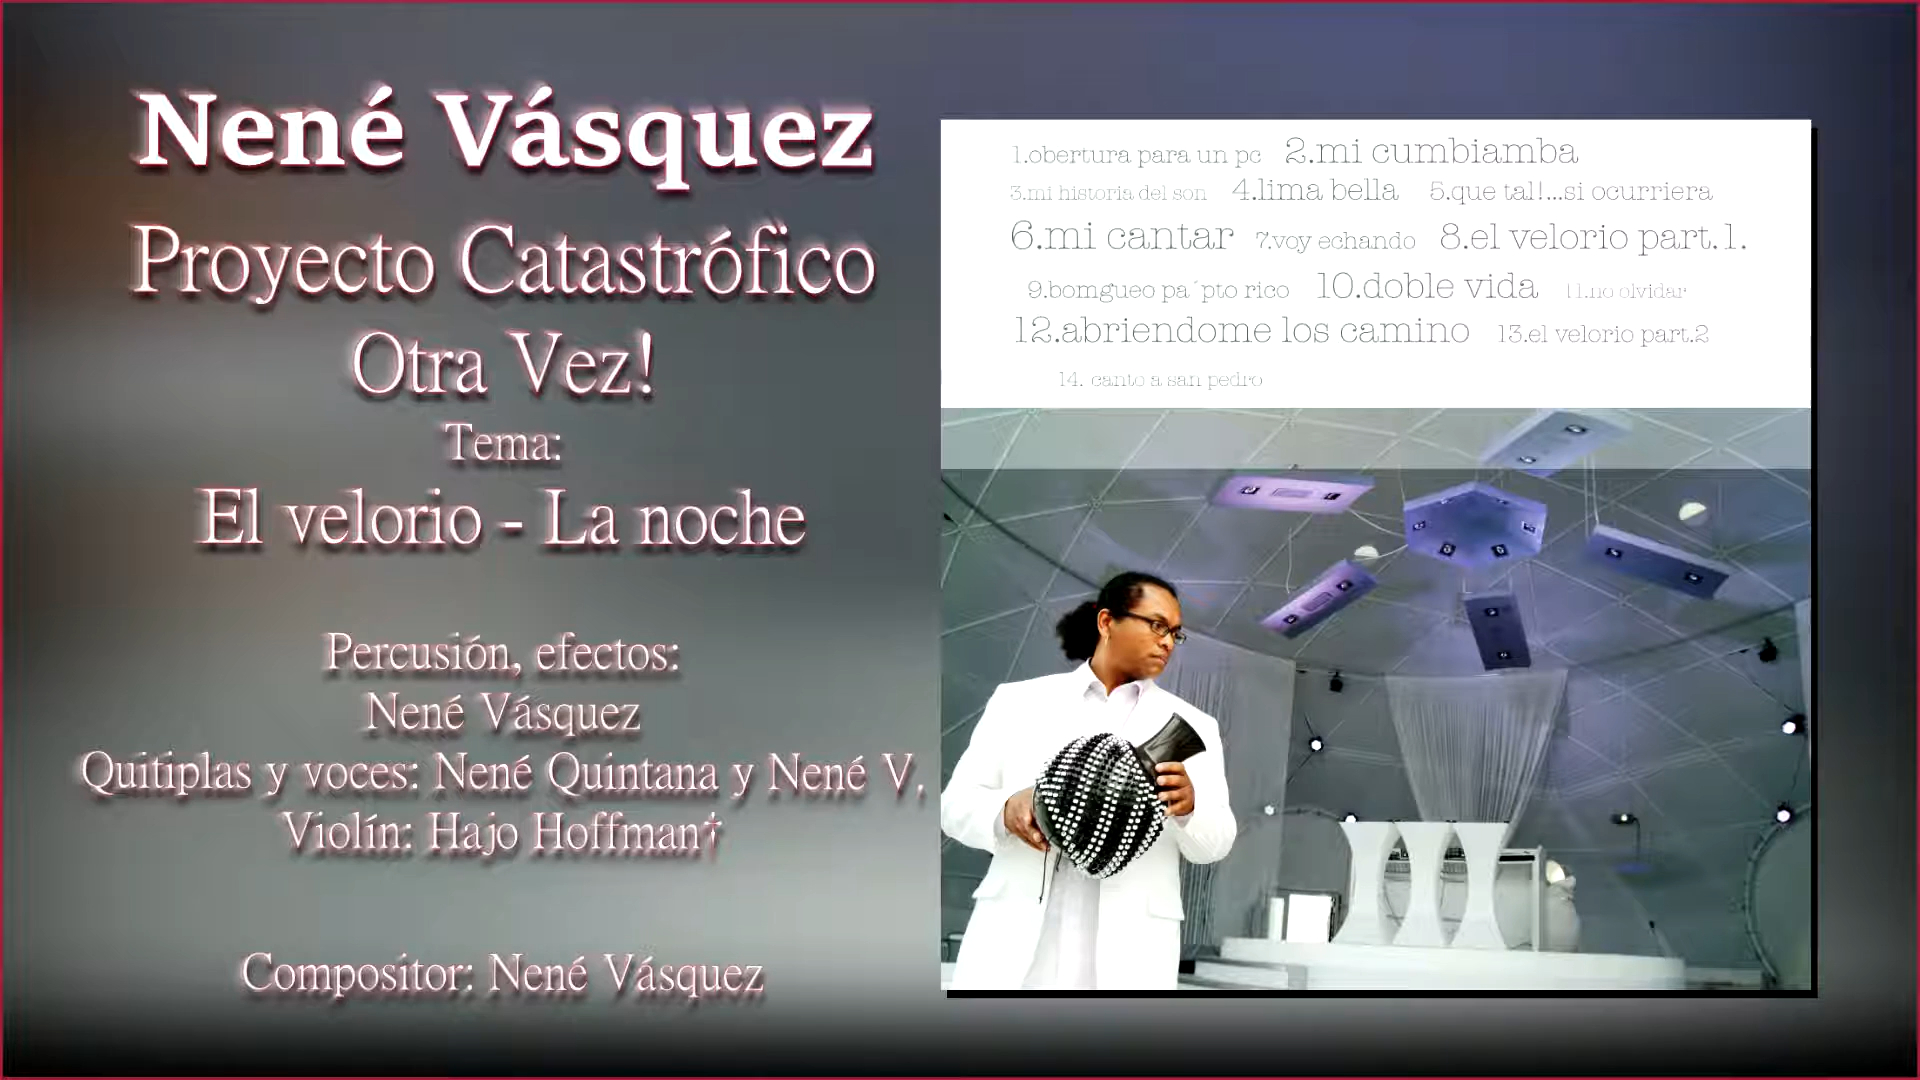 Nené Vásquez
Proyecto Catastrófico
Otra Vez!
Tema:
El velorio - La noche
Percusión, efectos:
Nené Vásquez
Quitiplas y voces: Nené Quintana y Nené V.
Violín: Hajo Hoffman†
Compositor: Nené Vásquez
1.obertura para un pc 2.mi cumbiamba
3.mi historia del son 4.lima bella 5.que tal!...si ocurriera
6.mi cantar 7.voy echando 8.el velorio part.1.
9.bomgueo pa´pto rico 10.doble vida 11.no olvidar
12.abriendome los camino 13.el velorio part.2
14. canto a san pedro